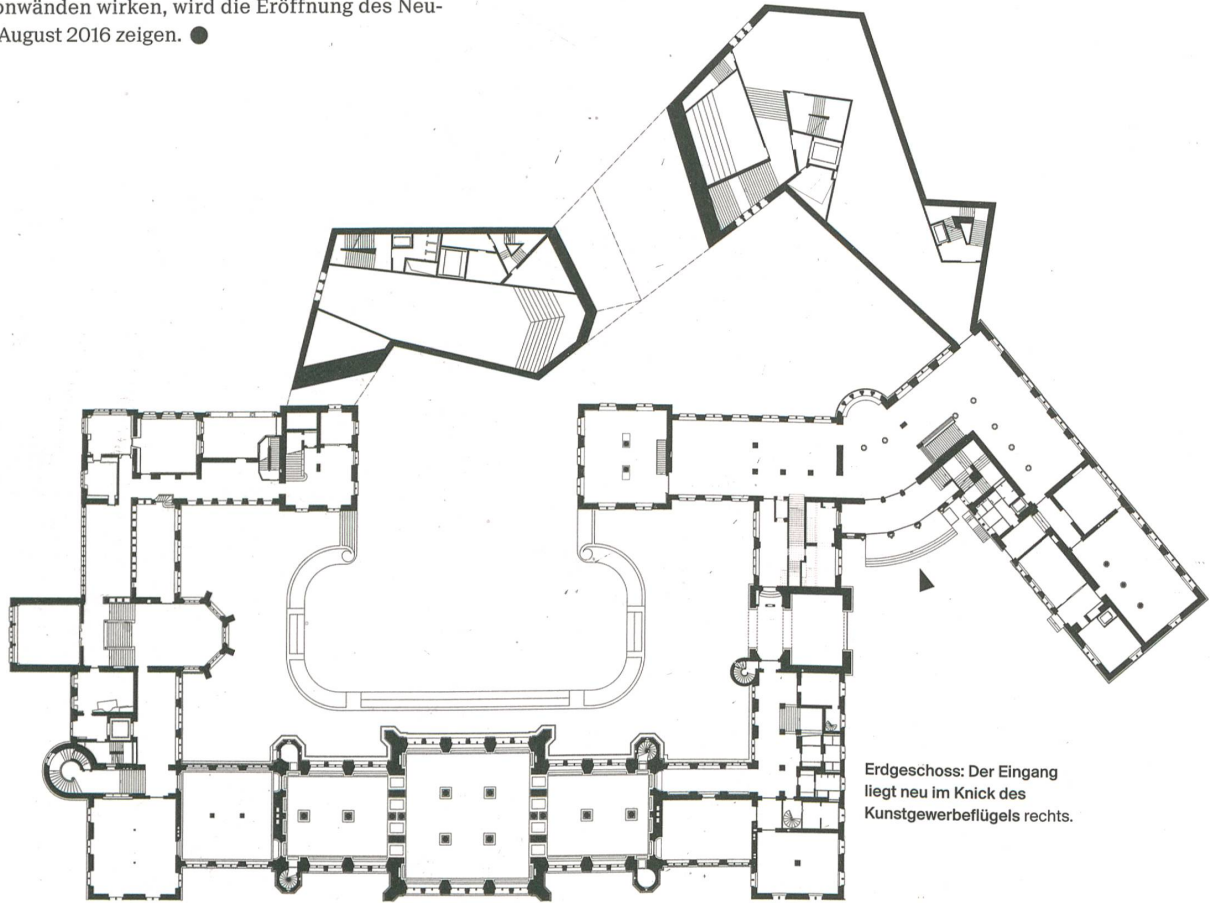 onwänden wirken, wird die Eröffnung des Neu-
August 2016 zeigen. ●
Erdgeschoss: Der Eingang
liegt neu im Knick des
Kunstgewerbeflügels rechts.